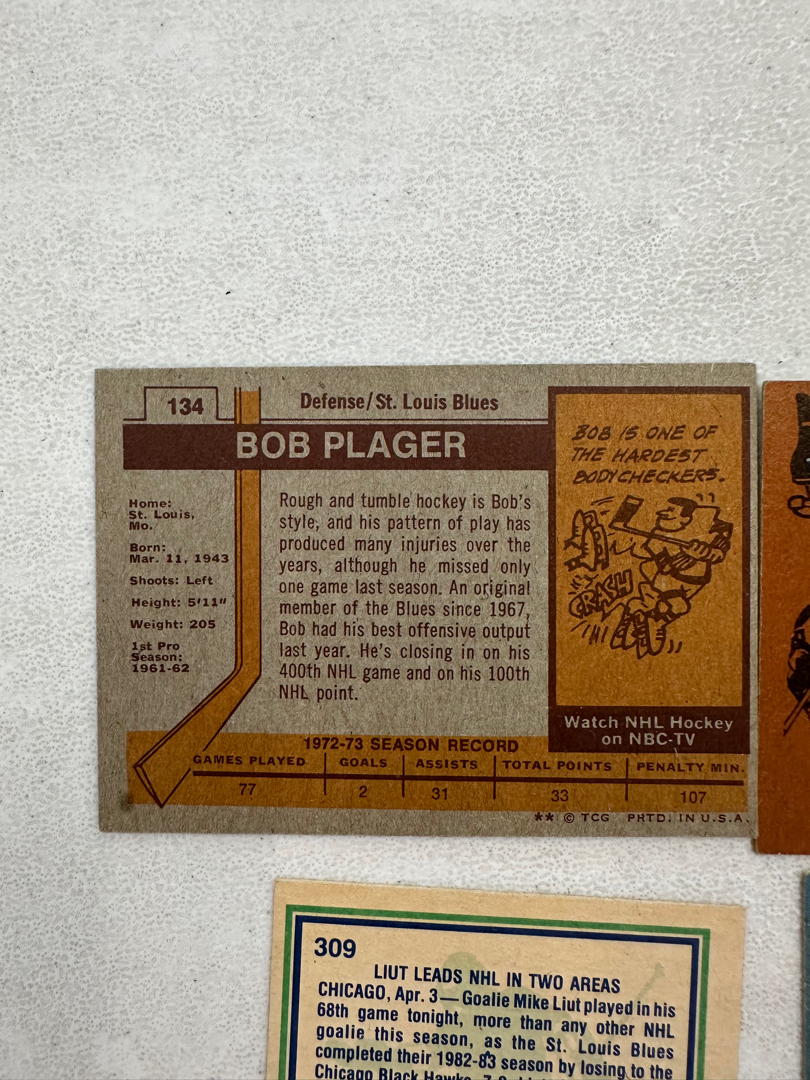 134
Defense/St. Louis Blues
BOB PLAGER
Home:
St. Louis,
Mo.
Born:
Mar. 11, 1943
Shoots: Left
Height: 5'11"
Weight: 205
1st Pro
Season:
1961-62
Rough and tumble hockey is Bob's
style, and his pattern of play has
produced many injuries over the
years, although he missed only
one game last season. An original
member of the Blues since 1967,
Bob had his best offensive output
last year. He's closing in on his
400th NHL game and on his 100th
NHL point.
BOB IS ONE OF
THE HARDEST
BODYCHECKERS.
CRASH
Watch NHL Hockey
on NBC-TV
1972-73 SEASON RECORD
GAMES PLAYED GOALS ASSISTS TOTAL POINTS PENALTY MIN.
77 2 31 33 107
** © TCG PRTD. IN U.S.A.
309
LIUT LEADS NHL IN TWO AREAS
CHICAGO, Apr. 3—Goalie Mike Liut played in his
68th game tonight, more than any other NHL
goalie this season, as the St. Louis Blues
completed their 1982-83 season by losing to the
Chicago Black Hawks,